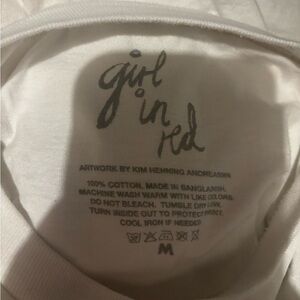 girl
in
red
ARTWORK BY KIM HENNING ANDREASSEN
100% COTTON, MADE IN BANGLADESH.
MACHINE WASH WARM WITH LIKE COLORS.
DO NOT BLEACH. TUMBLE DRY LOW.
TURN INSIDE OUT TO PROTECT PRINT.
COOL IRON IF NEEDED
M